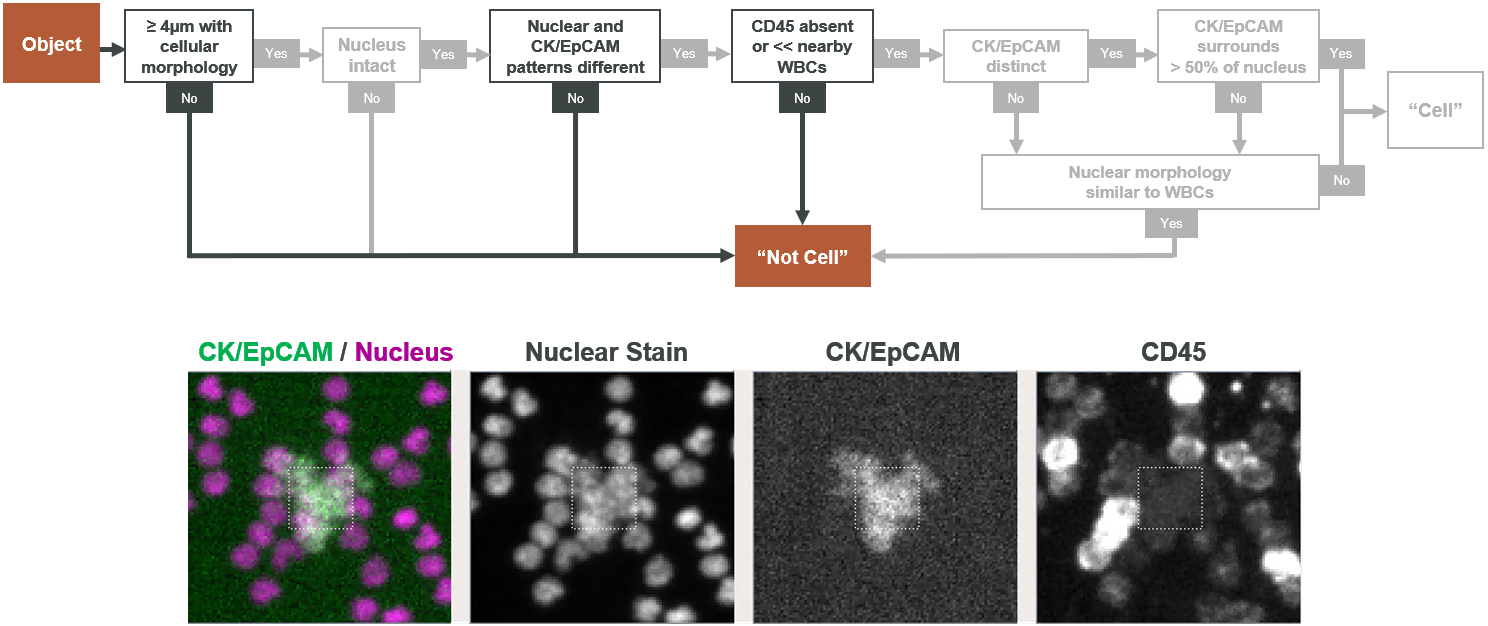 Object
≥ 4µm with
cellular
morphology
Yes
No
Nucleus
intact
Yes
No
Nuclear and
CK/EpCAM
patterns different
Yes
No
CD45 absent
or << nearby
WBCs
Yes
No
CK/EpCAM
distinct
Yes
No
CK/EpCAM
surrounds
> 50% of nucleus
Yes
No
Nuclear morphology
similar to WBCs
No
Yes
“Cell”
“Not Cell”
CK/EpCAM / Nucleus
Nuclear Stain
CK/EpCAM
CD45